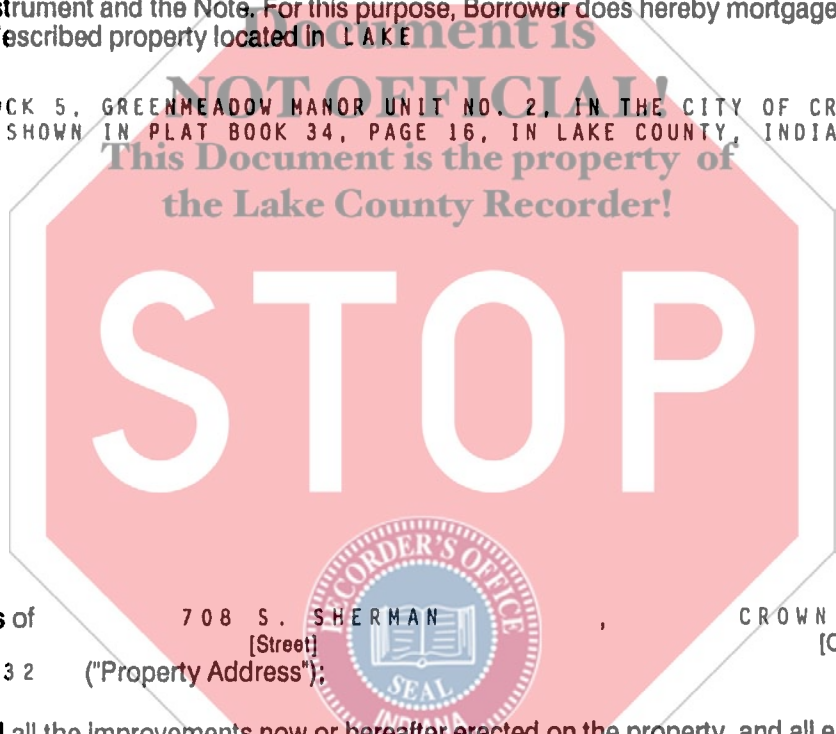 strument and the Note. For this purpose, Borrower does hereby mortgage
escribed property located in LAKE
Document is
NOT OFFICIAL!
CK 5, GREENMEADOW MANOR UNIT NO. 2, IN THE CITY OF CR
SHOWN IN PLAT BOOK 34, PAGE 16, IN LAKE COUNTY, INDIA
This Document is the property of
the Lake County Recorder!
STOP
RECORDER'S OFFICE
s of 708 S. SHERMAN , CROWN
[Street] [C
32 ("Property Address");
SEAL
INDIANA
all the improvements now or hereafter erected on the property, and all e